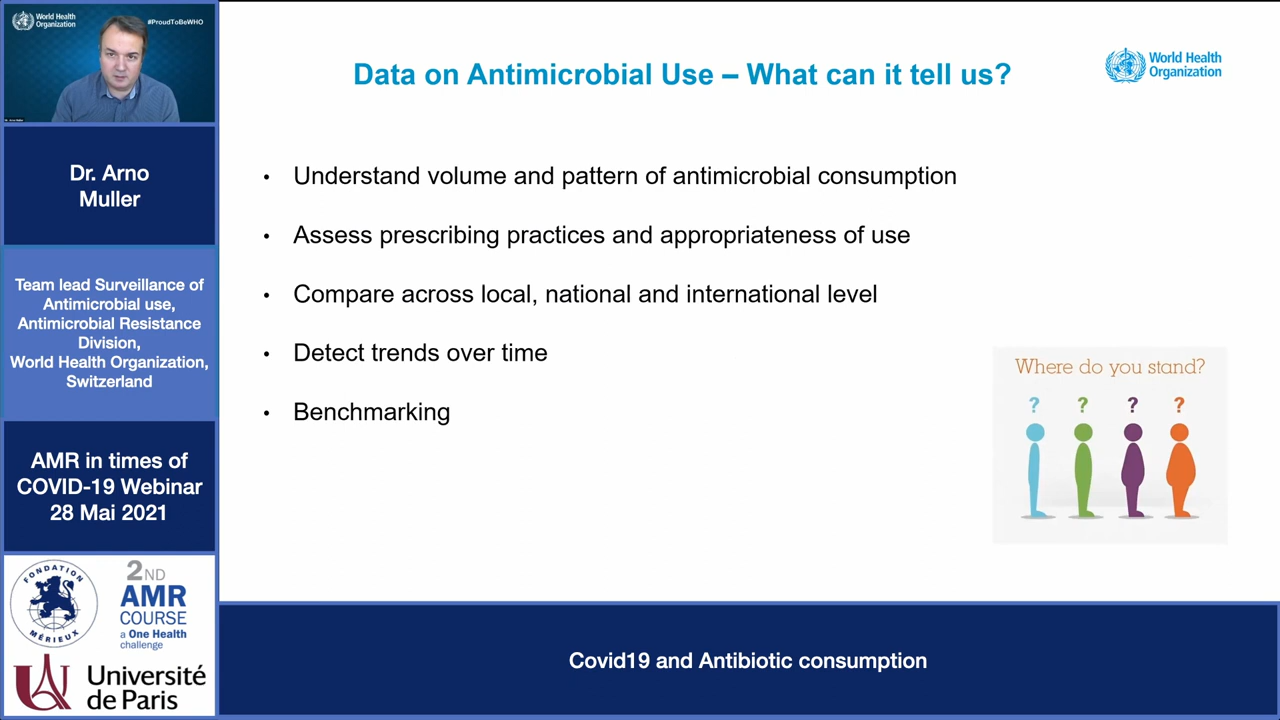 World Health
Organization
#ProudToBeWHO
Dr. Arno
Muller
Team lead Surveillance of
Antimicrobial use,
Antimicrobial Resistance
Division,
World Health Organization,
Switzerland
AMR in times of
COVID-19 Webinar
28 Mai 2021
FONDATION
MÉRIEUX
2ND
AMR
COURSE
a One Health
challenge
Université
de Paris
Data on Antimicrobial Use – What can it tell us?
World Health
Organization
• Understand volume and pattern of antimicrobial consumption
• Assess prescribing practices and appropriateness of use
• Compare across local, national and international level
• Detect trends over time
• Benchmarking
Where do you stand?
? ? ? ?
Covid19 and Antibiotic consumption